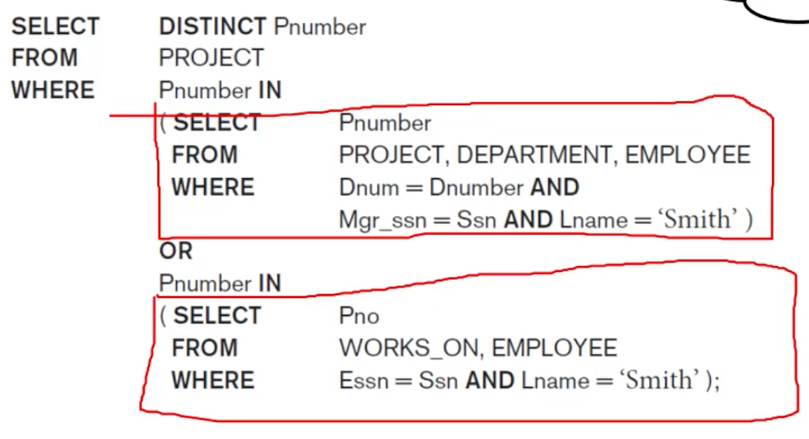 SELECT DISTINCT Pnumber
FROM PROJECT
WHERE Pnumber IN
( SELECT Pnumber
FROM PROJECT, DEPARTMENT, EMPLOYEE
WHERE Dnum = Dnumber AND
Mgr_ssn = Ssn AND Lname = ‘Smith’ )
OR
Pnumber IN
( SELECT Pno
FROM WORKS_ON, EMPLOYEE
WHERE Essn = Ssn AND Lname = ‘Smith’ );